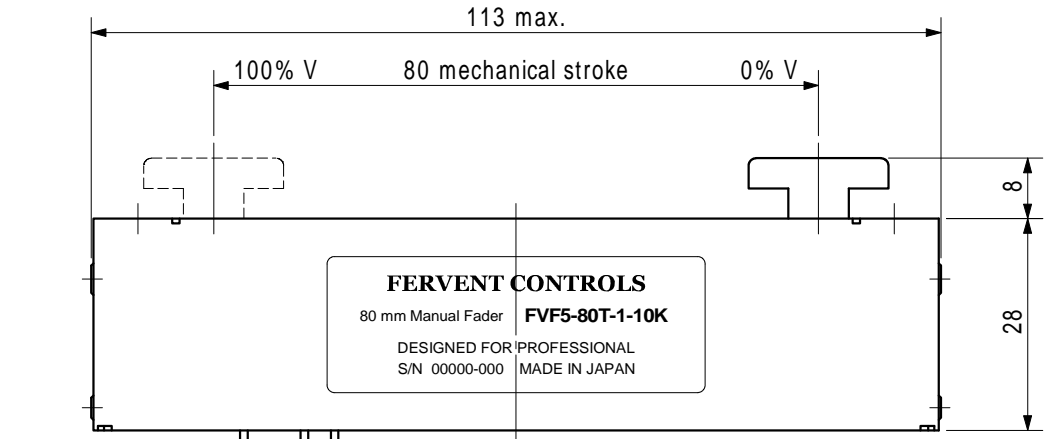 113 max.
100% V 80 mechanical stroke 0% V
8
FERVENT CONTROLS
80 mm Manual Fader FVF5-80T-1-10K
28
DESIGNED FOR PROFESSIONAL
S/N 00000-000 MADE IN JAPAN